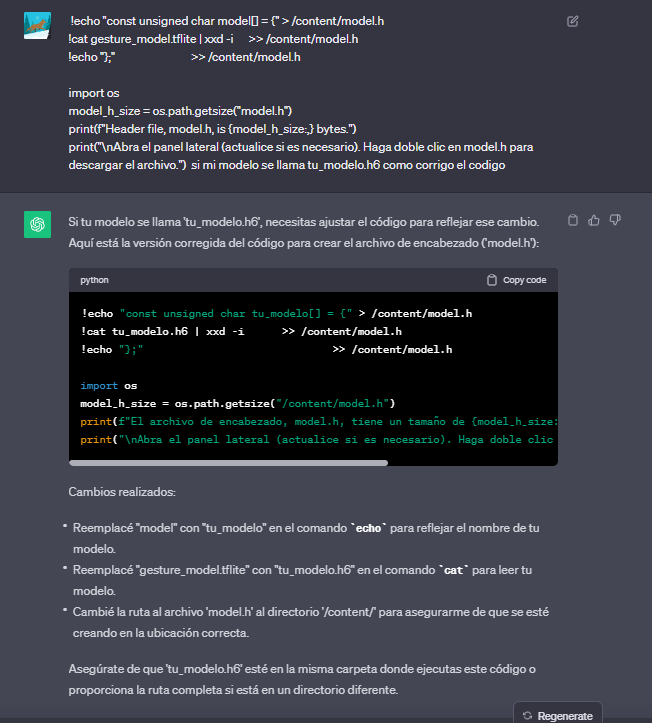 !echo "const unsigned char model[] = {" > /content/model.h
!cat gesture_model.tflite | xxd -i >> /content/model.h
!echo "};" >> /content/model.h
import os
model_h_size = os.path.getsize("model.h")
print(f"Header file, model.h, is {model_h_size:,} bytes.")
print("\nAbra el panel lateral (actualice si es necesario). Haga doble clic en model.h para
descargar el archivo.") si mi modelo se llama tu_modelo.h6 como corrigo el codigo
Si tu modelo se llama 'tu_modelo.h6', necesitas ajustar el código para reflejar ese cambio.
Aquí está la versión corregida del código para crear el archivo de encabezado ('model.h'):
python Copy code
!echo "const unsigned char tu_modelo[] = {" > /content/model.h
!cat tu_modelo.h6 | xxd -i >> /content/model.h
!echo "};" >> /content/model.h
import os
model_h_size = os.path.getsize("/content/model.h")
print(f"El archivo de encabezado, model.h, tiene un tamaño de {model_h_size:
print("\nAbra el panel lateral (actualice si es necesario). Haga doble clic
Cambios realizados:
• Reemplacé "model" con "tu_modelo" en el comando `echo` para reflejar el nombre de tu
modelo.
• Reemplacé "gesture_model.tflite" con "tu_modelo.h6" en el comando `cat` para leer tu
modelo.
• Cambié la ruta al archivo 'model.h' al directorio '/content/' para asegurarme de que se esté
creando en la ubicación correcta.
Asegúrate de que 'tu_modelo.h6' esté en la misma carpeta donde ejecutas este código o
proporciona la ruta completa si está en un directorio diferente.
Regenerate